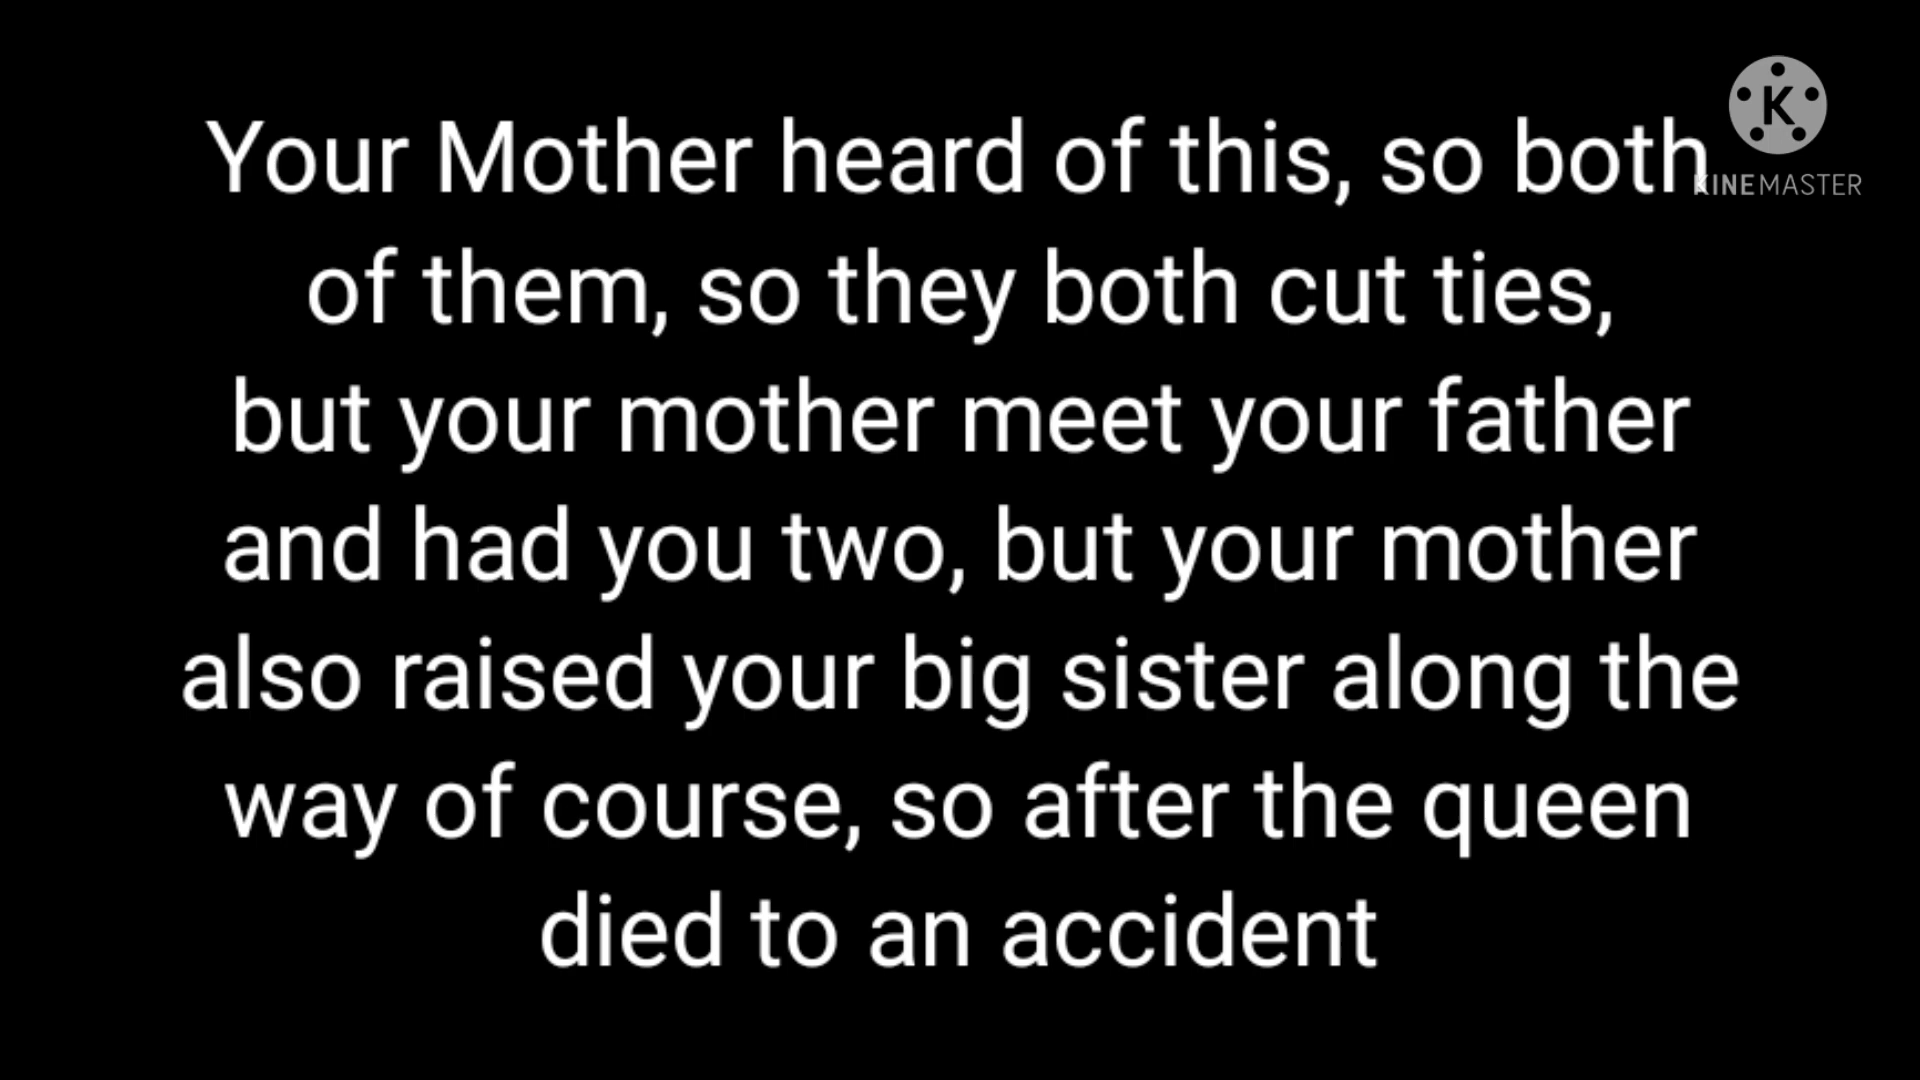 Your Mother heard of this, so both
of them, so they both cut ties,
but your mother meet your father
and had you two, but your mother
also raised your big sister along the
way of course, so after the queen
died to an accident
K
KINEMASTER